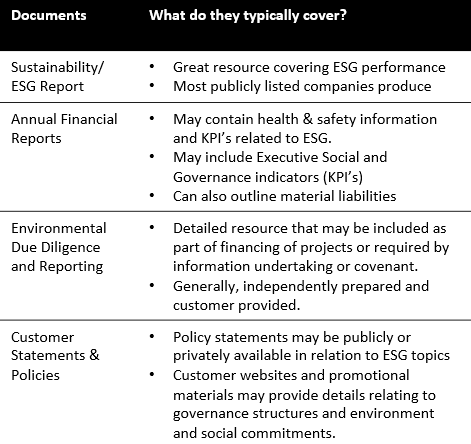 Documents What do they typically cover?
Sustainability/
ESG Report
• Great resource covering ESG performance
• Most publicly listed companies produce
Annual Financial
Reports
• May contain health & safety information
and KPI's related to ESG.
• May include Executive Social and
Governance indicators (KPI's)
• Can also outline material liabilities
Environmental
Due Diligence
and Reporting
• Detailed resource that may be included as
part of financing of projects or required by
information undertaking or covenant.
• Generally, independently prepared and
customer provided.
Customer
Statements &
Policies
• Policy statements may be publicly or
privately available in relation to ESG topics
• Customer websites and promotional
materials may provide details relating to
governance structures and environment
and social commitments.